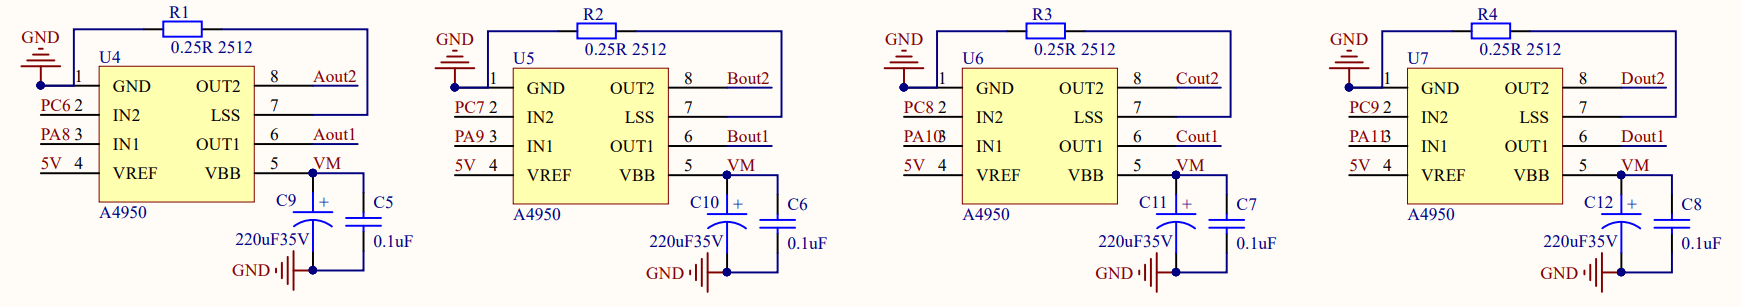 R1
0.25R 2512
GND
U4
1 GND OUT2 8 Aout2
PC6 2 IN2 LSS 7
PA8 3 IN1 OUT1 6 Aout1
5V 4 VREF VBB 5 VM
A4950
C9 + C5
220uF35V 0.1uF
GND
R2
0.25R 2512
GND
U5
1 GND OUT2 8 Bout2
PC7 2 IN2 LSS 7
PA9 3 IN1 OUT1 6 Bout1
5V 4 VREF VBB 5 VM
A4950
C10 + C6
220uF35V 0.1uF
GND
R3
0.25R 2512
GND
U6
1 GND OUT2 8 Cout2
PC8 2 IN2 LSS 7
PA10 3 IN1 OUT1 6 Cout1
5V 4 VREF VBB 5 VM
A4950
C11 + C7
220uF35V 0.1uF
GND
R4
0.25R 2512
GND
U7
1 GND OUT2 8 Dout2
PC9 2 IN2 LSS 7
PA11 3 IN1 OUT1 6 Dout1
5V 4 VREF VBB 5 VM
A4950
C12 + C8
220uF35V 0.1uF
GND